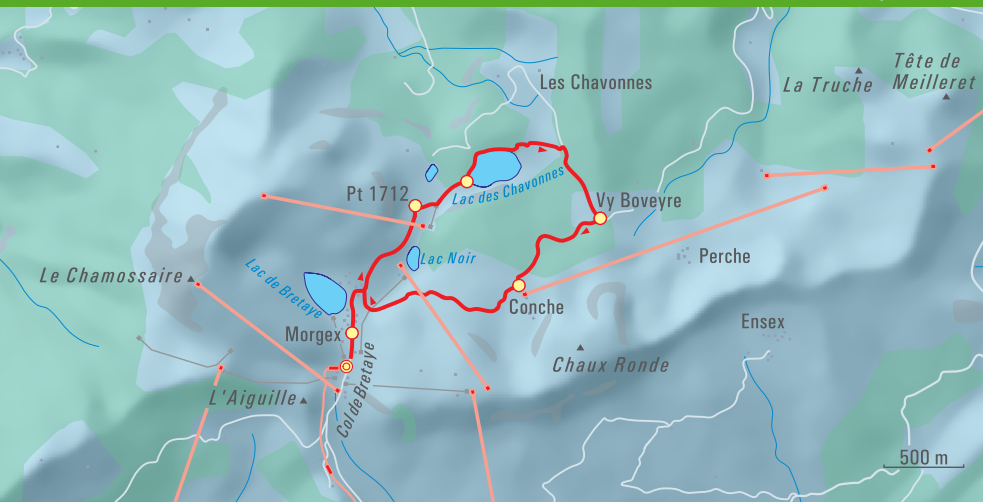 Tête de
Meilleret
La Truche
Les Chavonnes
Pt 1712
Lac des Chavonnes
Vy Boveyre
Lac Noir
Perche
Le Chamossaire
Lac de Bretaye
Conche
Morgex
Ensex
Chaux Ronde
Col de Bretaye
L'Aiguille
500 m